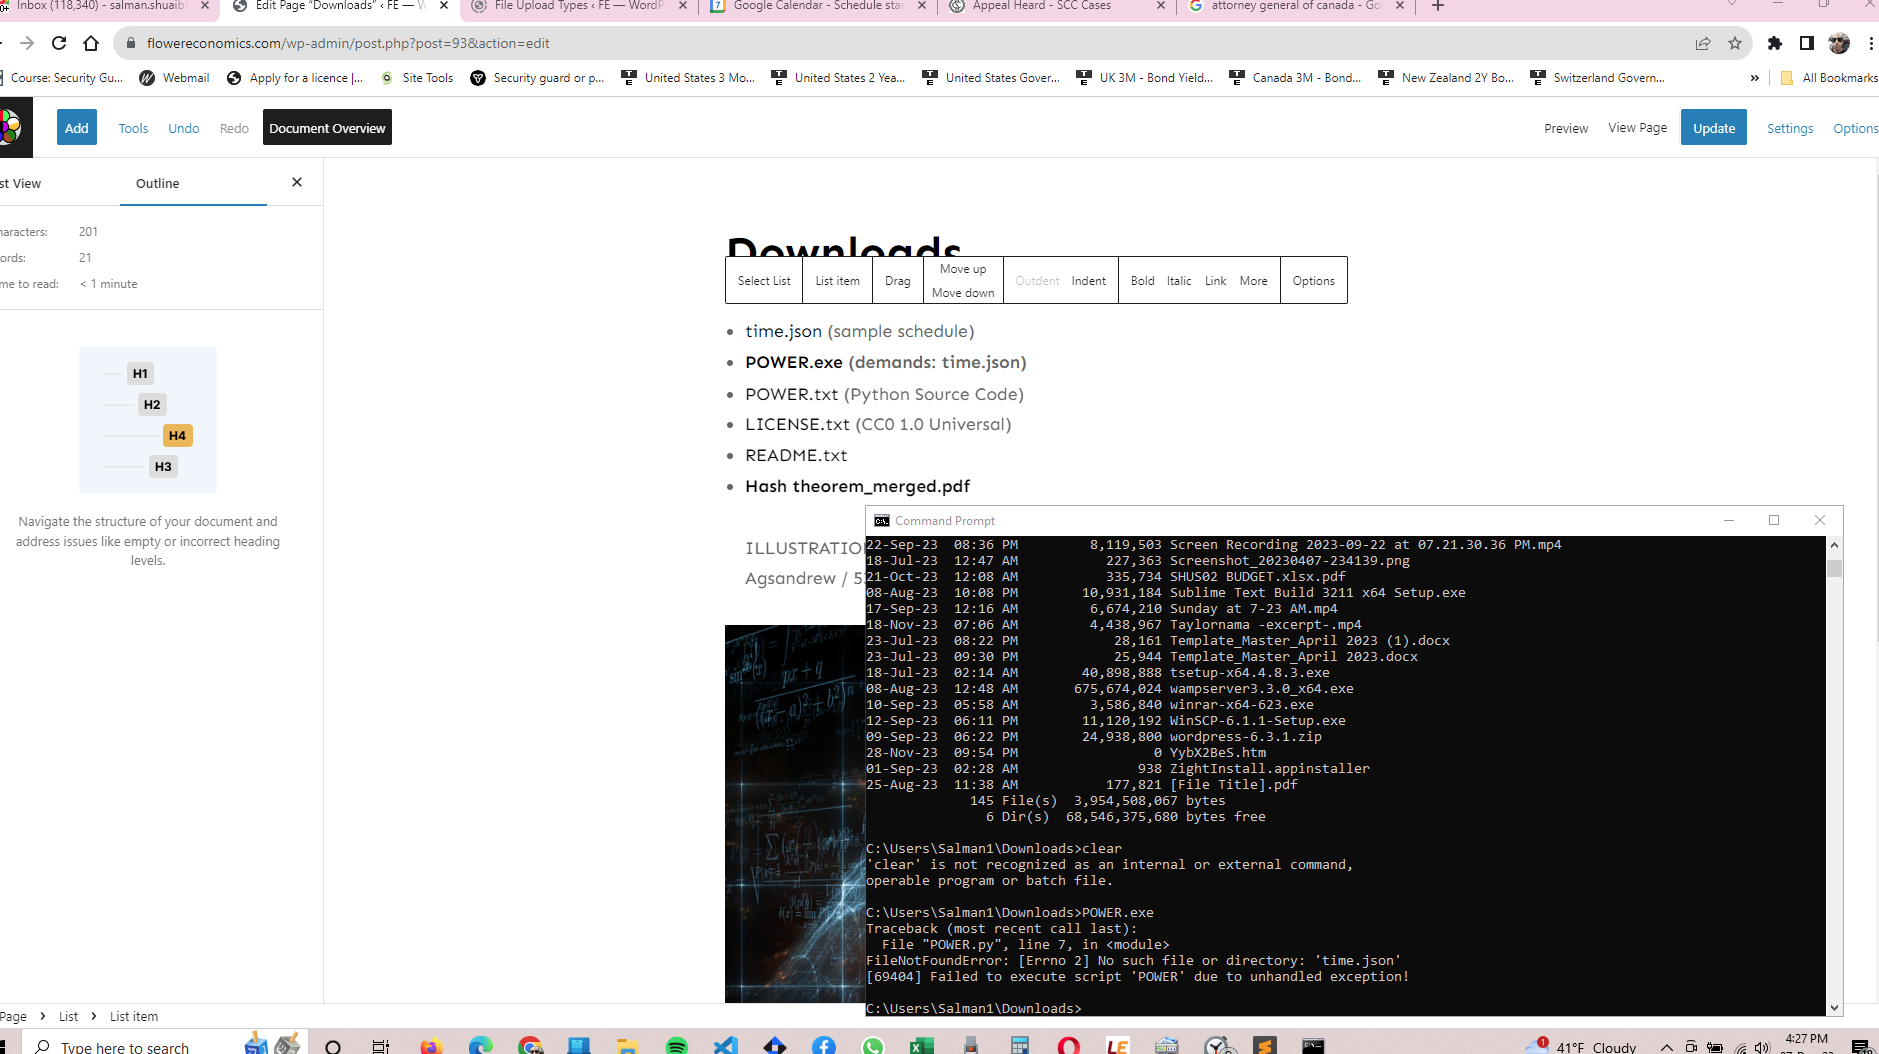 Inbox (118,340) - salman.shuaib
Edit Page “Downloads” ‹ FE — W
File Upload Types ‹ FE — WordP
Google Calendar - Schedule sta
Appeal Heard - SCC Cases
attorney general of canada - Go
flowereconomics.com/wp-admin/post.php?post=93&action=edit
Course: Security Gu...
Webmail
Apply for a licence |...
Site Tools
Security guard or p...
United States 3 Mo...
United States 2 Yea...
United States Gover...
UK 3M - Bond Yield...
Canada 3M - Bond...
New Zealand 2Y Bo...
Switzerland Govern...
»
All Bookmarks
Add
Tools
Undo
Redo
Document Overview
Preview
View Page
Update
Settings
Options
st View
Outline
haracters: 201
ords: 21
me to read: < 1 minute
H1
H2
H4
H3
Navigate the structure of your document and
address issues like empty or incorrect heading
levels.
Downloads
Select List
List item
Drag
Move up
Move down
Outdent
Indent
Bold
Italic
Link
More
Options
• time.json (sample schedule)
• POWER.exe (demands: time.json)
• POWER.txt (Python Source Code)
• LICENSE.txt (CC0 1.0 Universal)
• README.txt
• Hash theorem_merged.pdf
ILLUSTRATIO
Agsandrew / 5
Command Prompt
22-Sep-23  08:36 PM         8,119,503 Screen Recording 2023-09-22 at 07.21.30.36 PM.mp4
18-Jul-23  12:47 AM           227,363 Screenshot_20230407-234139.png
21-Oct-23  12:08 AM           335,734 SHUS02 BUDGET.xlsx.pdf
08-Aug-23  10:08 PM        10,931,184 Sublime Text Build 3211 x64 Setup.exe
17-Sep-23  12:16 AM         6,674,210 Sunday at 7-23 AM.mp4
18-Nov-23  07:06 AM         4,438,967 Taylornama -excerpt-.mp4
23-Jul-23  08:22 PM            28,161 Template_Master_April 2023 (1).docx
23-Jul-23  09:30 PM            25,944 Template_Master_April 2023.docx
18-Jul-23  02:14 AM        40,898,888 tsetup-x64.4.8.3.exe
08-Aug-23  12:48 AM       675,674,024 wampserver3.3.0_x64.exe
10-Sep-23  05:58 AM         3,586,840 winrar-x64-623.exe
12-Sep-23  06:11 PM        11,120,192 WinSCP-6.1.1-Setup.exe
09-Sep-23  06:22 PM        24,938,800 wordpress-6.3.1.zip
28-Nov-23  09:54 PM                 0 YybX2BeS.htm
01-Sep-23  02:28 AM               938 ZightInstall.appinstaller
25-Aug-23  11:38 AM           177,821 [File Title].pdf
145 File(s)  3,954,508,067 bytes
6 Dir(s)  68,546,375,680 bytes free
C:\Users\Salman1\Downloads>clear
'clear' is not recognized as an internal or external command,
operable program or batch file.
C:\Users\Salman1\Downloads>POWER.exe
Traceback (most recent call last):
File "POWER.py", line 7, in <module>
FileNotFoundError: [Errno 2] No such file or directory: 'time.json'
[69404] Failed to execute script 'POWER' due to unhandled exception!
C:\Users\Salman1\Downloads>
Page > List > List item
Type here to search
41°F Cloudy
4:27 PM